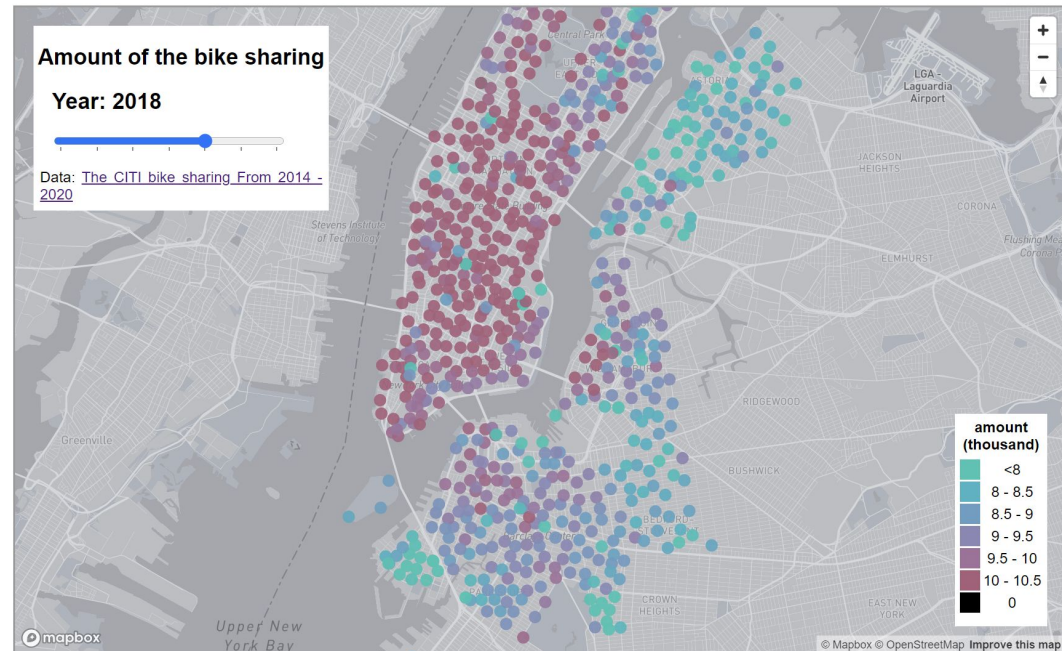 Amount of the bike sharing
Year: 2018
Data: The CITI bike sharing From 2014 -
2020
Central Park
LGA -
Laguardia
Airport
JACKSON
HEIGHTS
CORONA
Stevens Institute
of Technology
Flushing Mea
Corona P
ELMHURST
RIDGEWOOD
Greenville
BUSHWICK
CROWN
HEIGHTS
EAST NEW
YORK
Upper New
York Bay
amount
(thousand)
<8
8 - 8.5
8.5 - 9
9 - 9.5
9.5 - 10
10 - 10.5
0
mapbox
© Mapbox © OpenStreetMap Improve this map